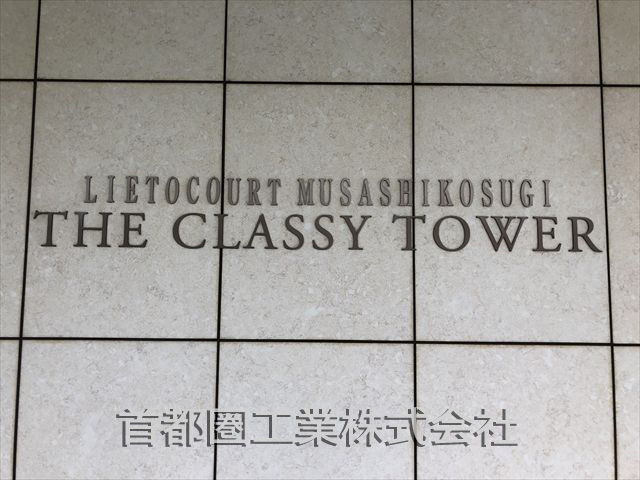 LIETOCOURT MUSASHIKOSUGI
THE CLASSY TOWER
首都圏工業株式会社